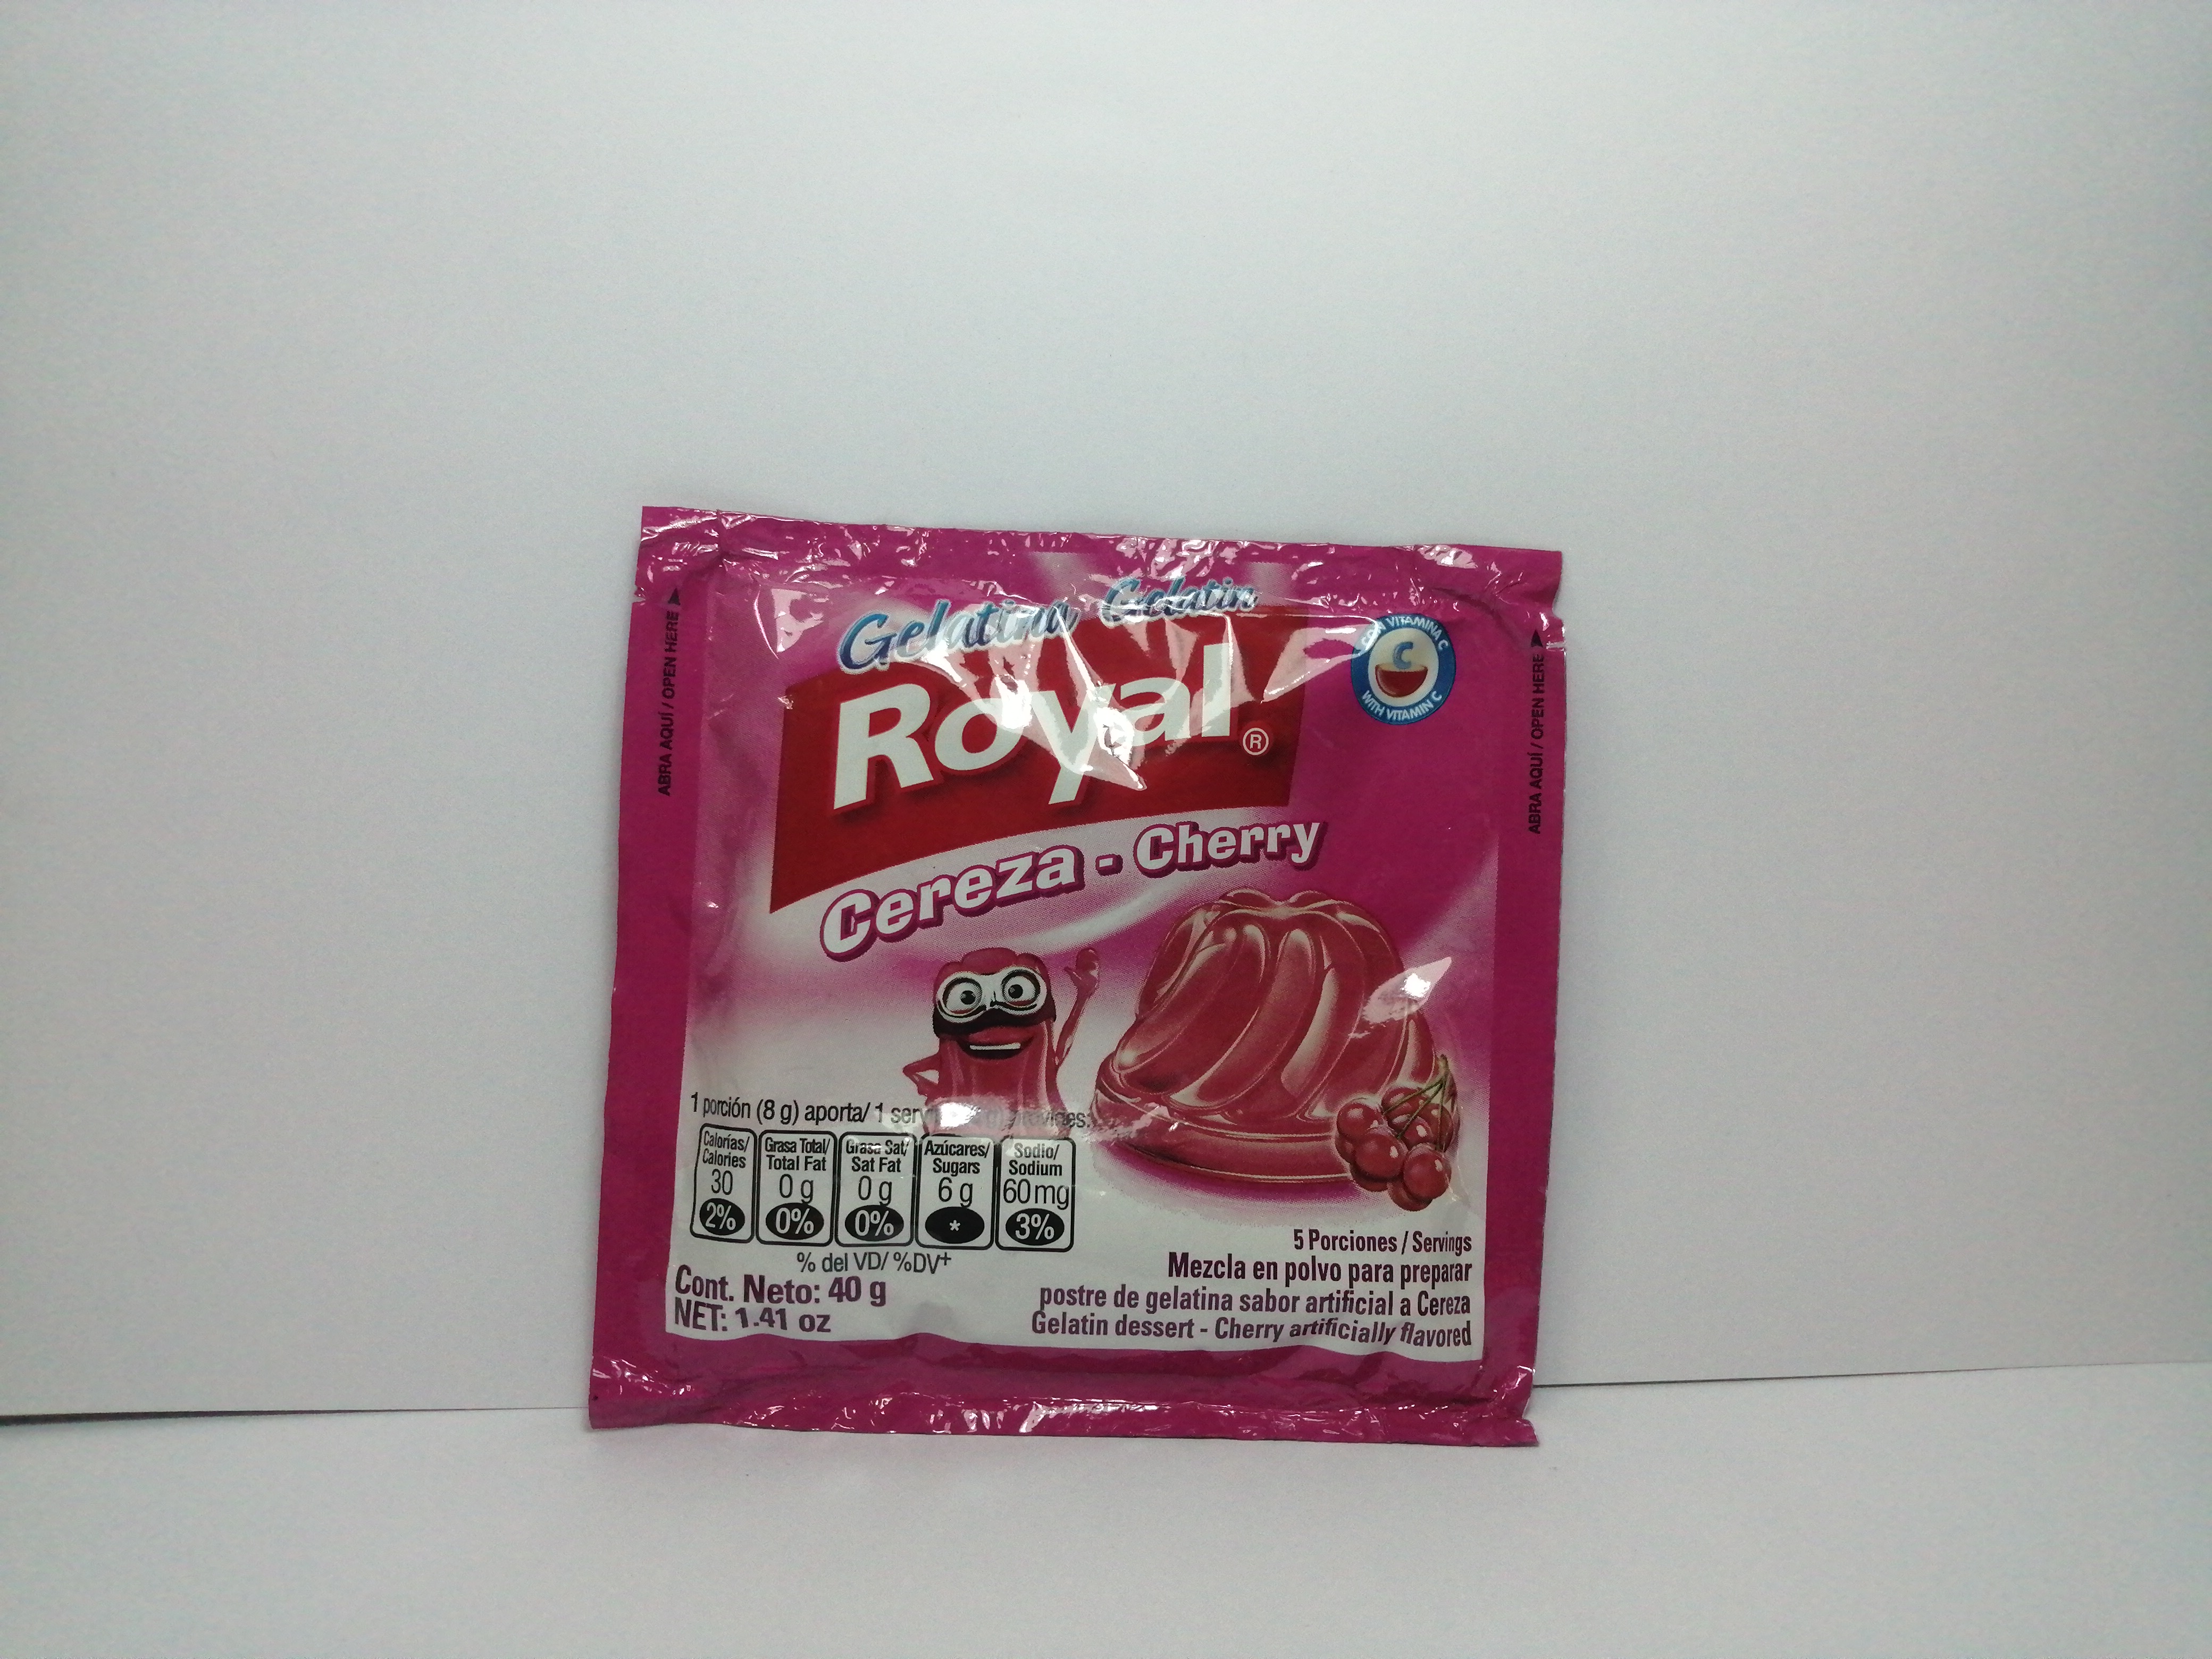 Gelatina Gelatin
Royal®
Cereza - Cherry
CON VITAMINA C
C
WITH VITAMIN C
ABRA AQUÍ / OPEN HERE
ABRA AQUÍ / OPEN HERE
1 porción (8 g) aporta/ 1
Calorías/ Calories 30 2%
Grasa Total/ Total Fat 0 g 0%
Grasa Sat/ Sat Fat 0 g 0%
Azúcares/ Sugars 6 g *
Sodio/ Sodium 60 mg 3%
% del VD/ %DV+
Cont. Neto: 40 g
NET: 1.41 oz
5 Porciones / Servings
Mezcla en polvo para preparar
postre de gelatina sabor artificial a Cereza
Gelatin dessert - Cherry artificially flavored